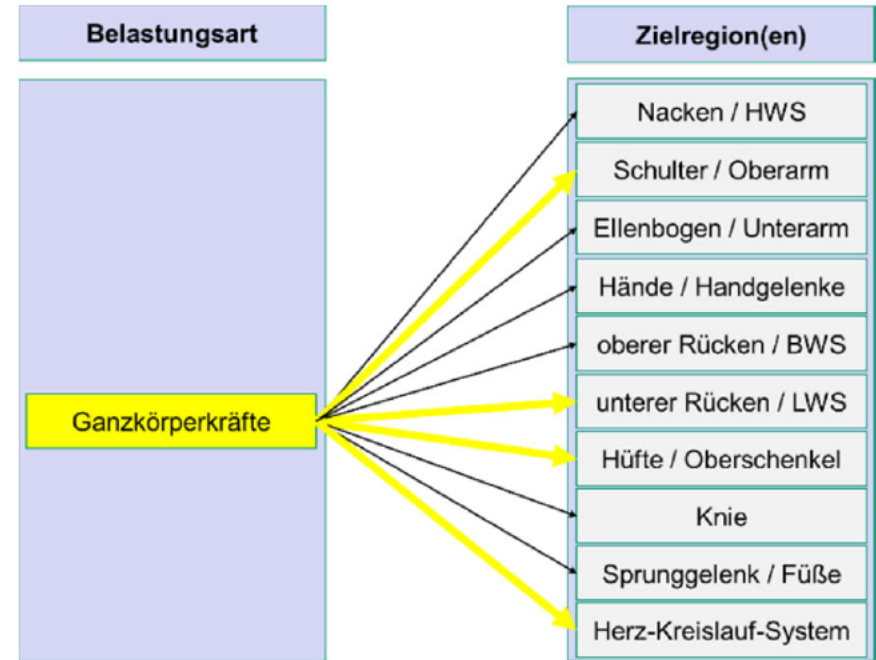 Belastungsart
Zielregion(en)
Nacken / HWS
Schulter / Oberarm
Ellenbogen / Unterarm
Hände / Handgelenke
oberer Rücken / BWS
Ganzkörperkräfte
unterer Rücken / LWS
Hüfte / Oberschenkel
Knie
Sprunggelenk / Füße
Herz-Kreislauf-System